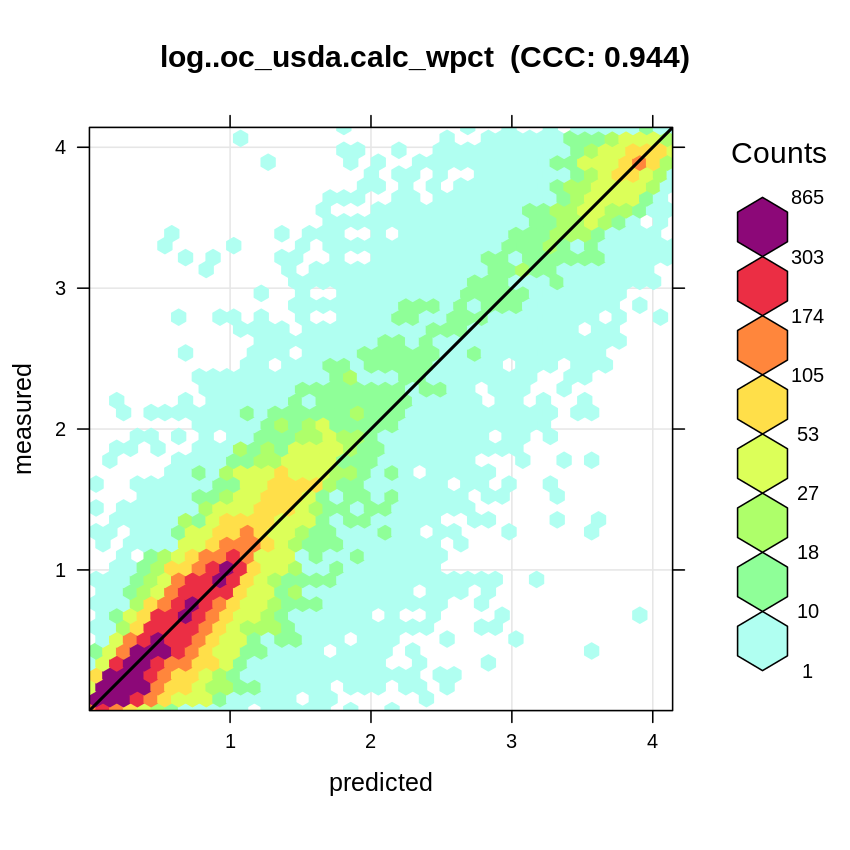 log..oc_usda.calc_wpct  (CCC: 0.944)
Counts
865
303
174
105
53
27
18
10
1
measured
4
3
2
1
1 2 3 4
predicted